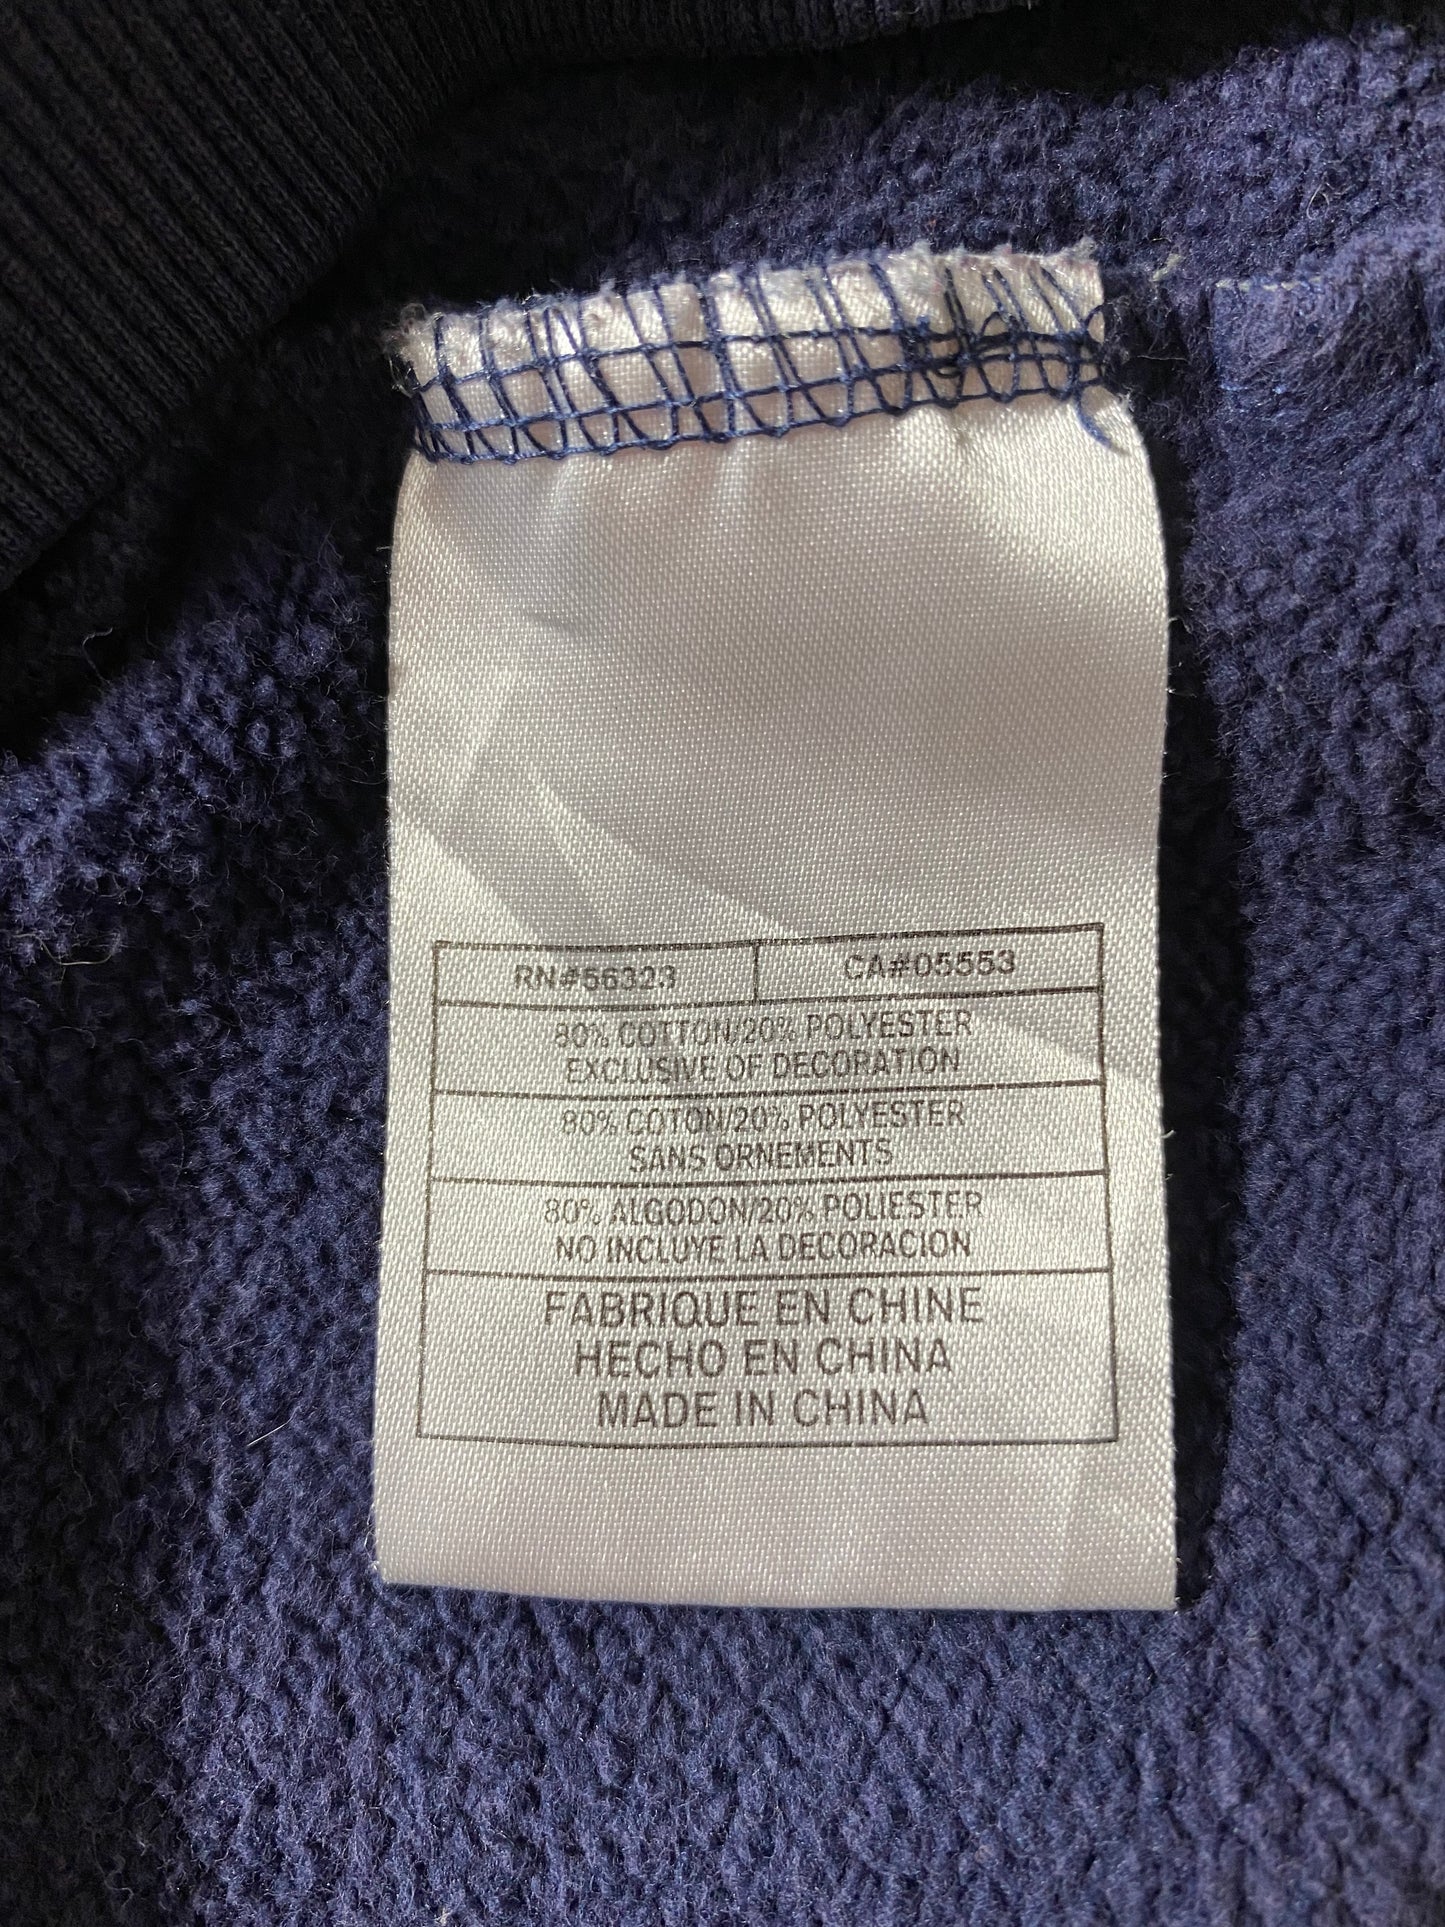 RN#56323 CA#05553
80% COTTON/20% POLYESTER
EXCLUSIVE OF DECORATION
80% COTON/20% POLYESTER
SANS ORNEMENTS
80% ALGODON/20% POLIESTER
NO INCLUYE LA DECORACION
FABRIQUE EN CHINE
HECHO EN CHINA
MADE IN CHINA